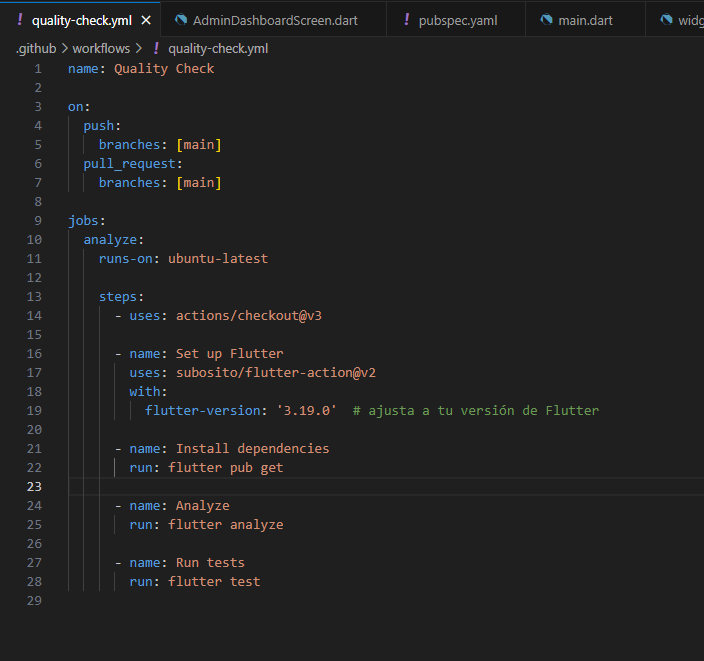 ! quality-check.yml × AdminDashboardScreen.dart ! pubspec.yaml main.dart widg
.github > workflows > ! quality-check.yml
1 name: Quality Check
2
3 on:
4   push:
5     branches: [main]
6   pull_request:
7     branches: [main]
8
9 jobs:
10   analyze:
11     runs-on: ubuntu-latest
12
13     steps:
14       - uses: actions/checkout@v3
15
16       - name: Set up Flutter
17         uses: subosito/flutter-action@v2
18         with:
19           flutter-version: '3.19.0'  # ajusta a tu versión de Flutter
20
21       - name: Install dependencies
22         run: flutter pub get
23
24       - name: Analyze
25         run: flutter analyze
26
27       - name: Run tests
28         run: flutter test
29